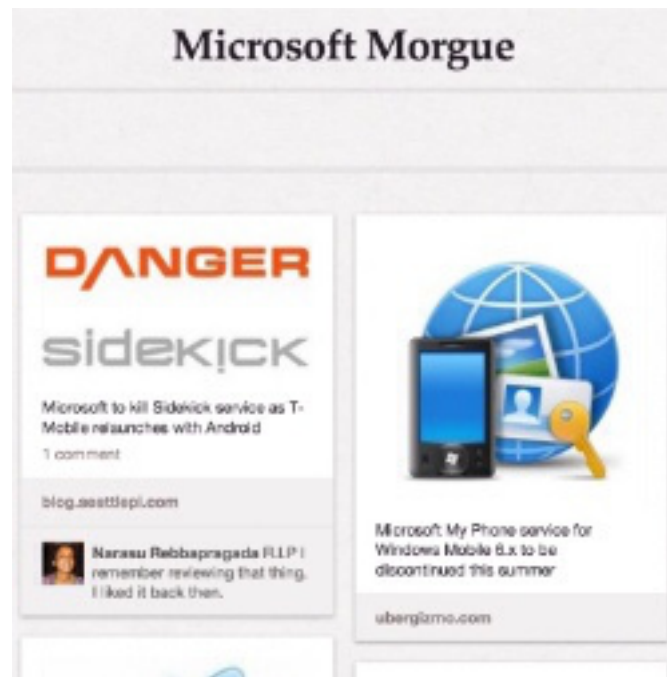 Microsoft Morgue
DANGER
sidekick
Microsoft to kill Sidekick service as T-
Mobile relaunches with Android
1 comment
blog.seattlepi.com
Narasu Rebbapragada R.I.P I
remember reviewing that thing.
I liked it back then.
Microsoft My Phone service for
Windows Mobile 6.x to be
discontinued this summer
ubergizmo.com